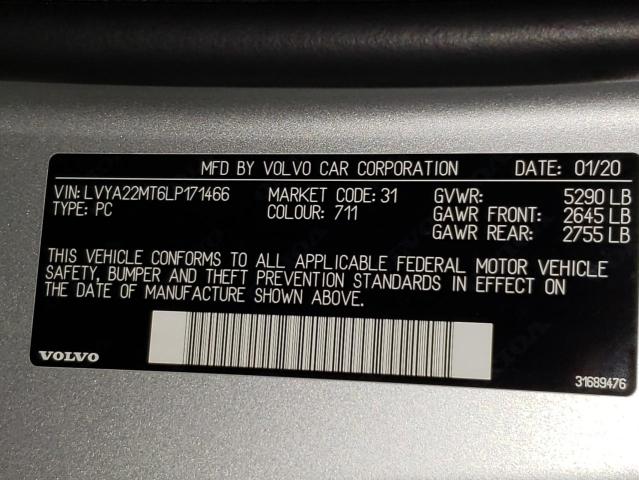 MFD BY VOLVO CAR CORPORATION DATE: 01/20
VIN: LVYA22MT6LP171466 MARKET CODE: 31 GVWR: 5290 LB
TYPE: PC COLOUR: 711 GAWR FRONT: 2645 LB
GAWR REAR: 2755 LB
THIS VEHICLE CONFORMS TO ALL APPLICABLE FEDERAL MOTOR VEHICLE
SAFETY, BUMPER AND THEFT PREVENTION STANDARDS IN EFFECT ON
THE DATE OF MANUFACTURE SHOWN ABOVE.
VOLVO 31689476